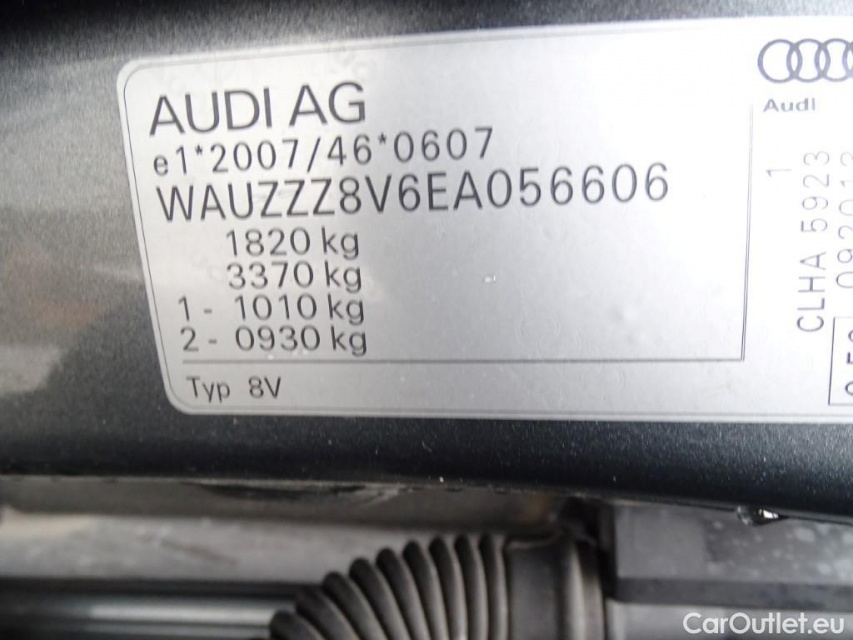 AUDI AG
e1*2007/46*0607
WAUZZZ8V6EA056606
1820 kg
3370 kg
1 - 1010 kg
2 - 0930 kg
Typ 8V
Audi
1
CLHA 5923
CarOutlet.eu